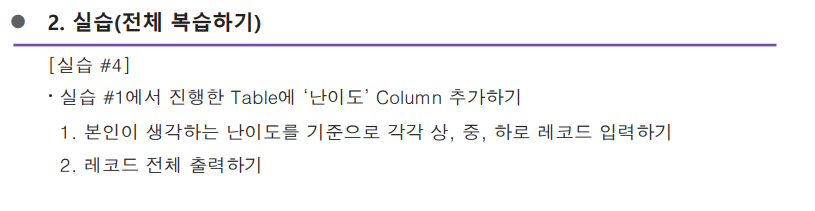 ● 2. 실습(전체 복습하기)
[실습 #4]
· 실습 #1에서 진행한 Table에 ‘난이도’ Column 추가하기
1. 본인이 생각하는 난이도를 기준으로 각각 상, 중, 하로 레코드 입력하기
2. 레코드 전체 출력하기